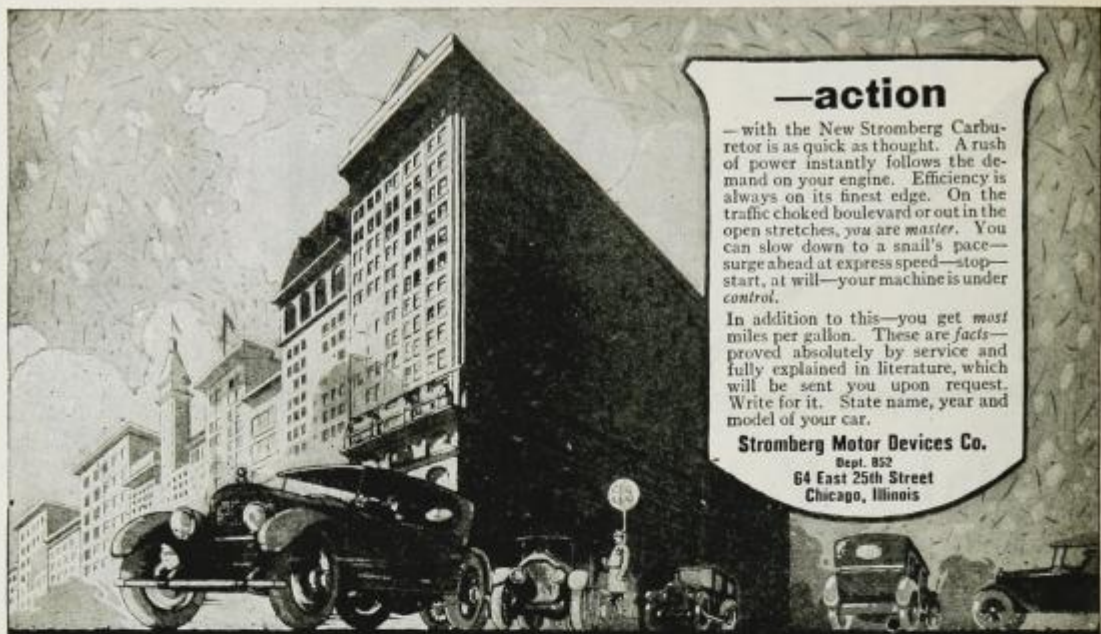 —action
—with the New Stromberg Carbu-
retor is as quick as thought. A rush
of power instantly follows the de-
mand on your engine. Efficiency is
always on its finest edge. On the
traffic choked boulevard or out in the
open stretches, you are master. You
can slow down to a snail's pace—
surge ahead at express speed—stop—
start, at will—your machine is under
control.
In addition to this—you get most
miles per gallon. These are facts—
proved absolutely by service and
fully explained in literature, which
will be sent you upon request.
Write for it. State name, year and
model of your car.
Stromberg Motor Devices Co.
Dept. 852
64 East 25th Street
Chicago, Illinois